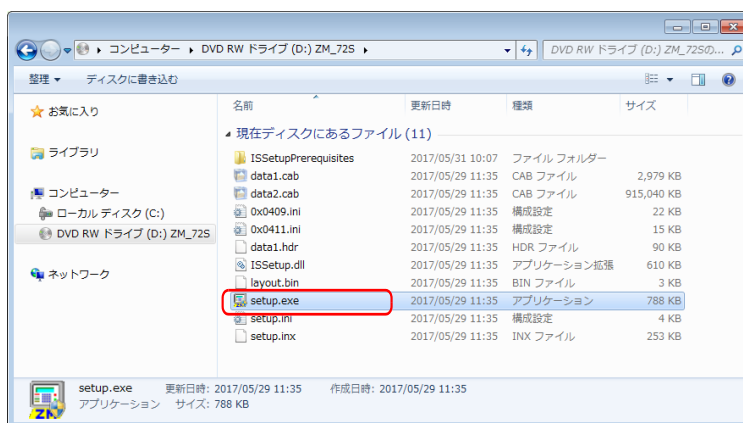 コンピューター ▸ DVD RW ドライブ (D:) ZM_72S ▸
DVD RW ドライブ (D:) ZM_72Sの...
整理 ▼ ディスクに書き込む
名前 更新日時 種類 サイズ
お気に入り
現在ディスクにあるファイル (11)
ライブラリ
コンピューター
ローカル ディスク (C:)
DVD RW ドライブ (D:) ZM_72S
ネットワーク
ISSetupPrerequisites 2017/05/31 10:07 ファイル フォルダー
data1.cab 2017/05/29 11:35 CAB ファイル 2,979 KB
data2.cab 2017/05/29 11:35 CAB ファイル 915,040 KB
0x0409.ini 2017/05/29 11:35 構成設定 22 KB
0x0411.ini 2017/05/29 11:35 構成設定 15 KB
data1.hdr 2017/05/29 11:35 HDR ファイル 90 KB
ISSetup.dll 2017/05/29 11:35 アプリケーション拡張 610 KB
layout.bin 2017/05/29 11:35 BIN ファイル 3 KB
setup.exe 2017/05/29 11:35 アプリケーション 788 KB
setup.ini 2017/05/29 11:35 構成設定 4 KB
setup.inx 2017/05/29 11:35 INX ファイル 253 KB
setup.exe 更新日時: 2017/05/29 11:35 作成日時: 2017/05/29 11:35
アプリケーション サイズ: 788 KB